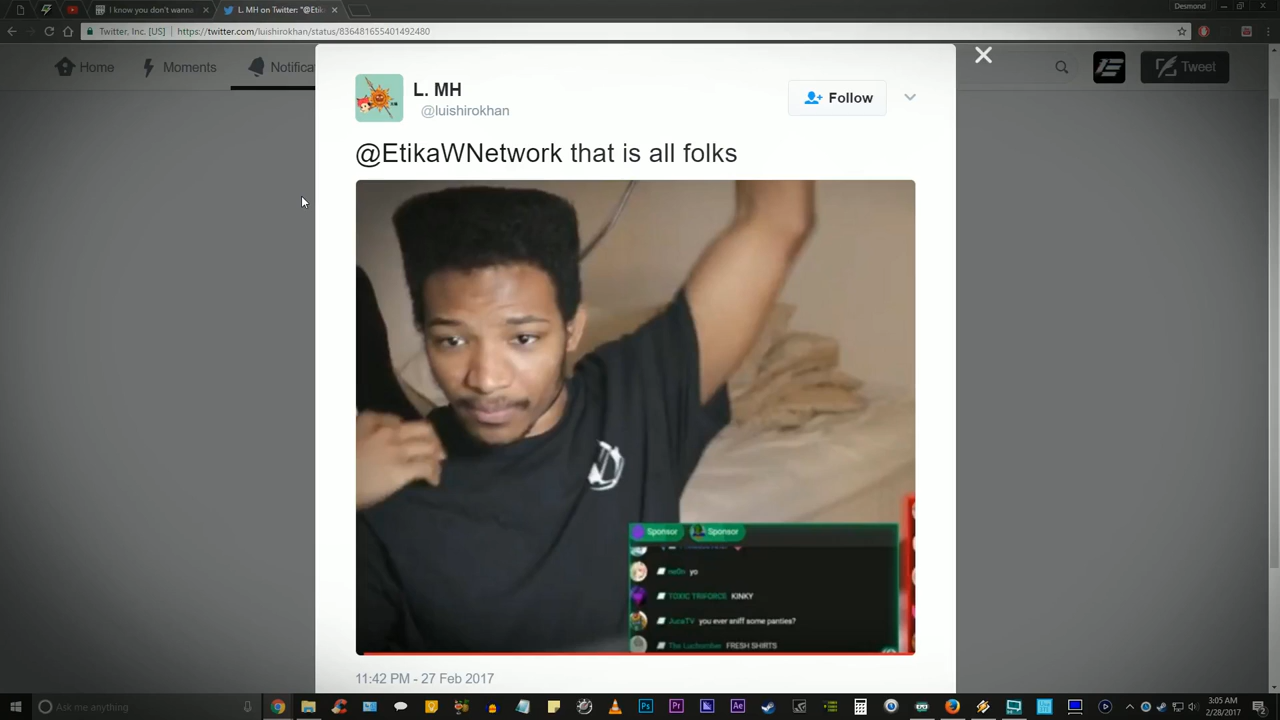 Desmond
I know you don't wanna
L. MH on Twitter: "@Etik
Twitter, Inc. [US]
https://twitter.com/luishirokhan/status/836481655401492480
Home
Moments
Notifica
Tweet
L. MH
@luishirokhan
Follow
@EtikaWNetwork that is all folks
Sponsor
Sponsor
yo
TOXIC TRIFORCE KINKY
JucaTV you ever sniff some panties?
FRESH SHIRTS
11:42 PM - 27 Feb 2017
Ask me anything
3:05 AM
2/28/2017